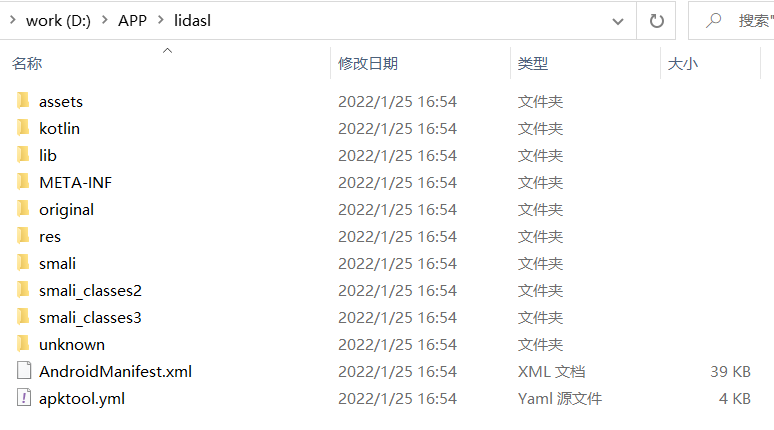 work (D:) APP lidasl 搜索"
名称 修改日期 类型 大小
assets 2022/1/25 16:54 文件夹
kotlin 2022/1/25 16:54 文件夹
lib 2022/1/25 16:54 文件夹
META-INF 2022/1/25 16:54 文件夹
original 2022/1/25 16:54 文件夹
res 2022/1/25 16:54 文件夹
smali 2022/1/25 16:54 文件夹
smali_classes2 2022/1/25 16:54 文件夹
smali_classes3 2022/1/25 16:54 文件夹
unknown 2022/1/25 16:54 文件夹
AndroidManifest.xml 2022/1/25 16:54 XML 文档 39 KB
apktool.yml 2022/1/25 16:54 Yaml 源文件 4 KB